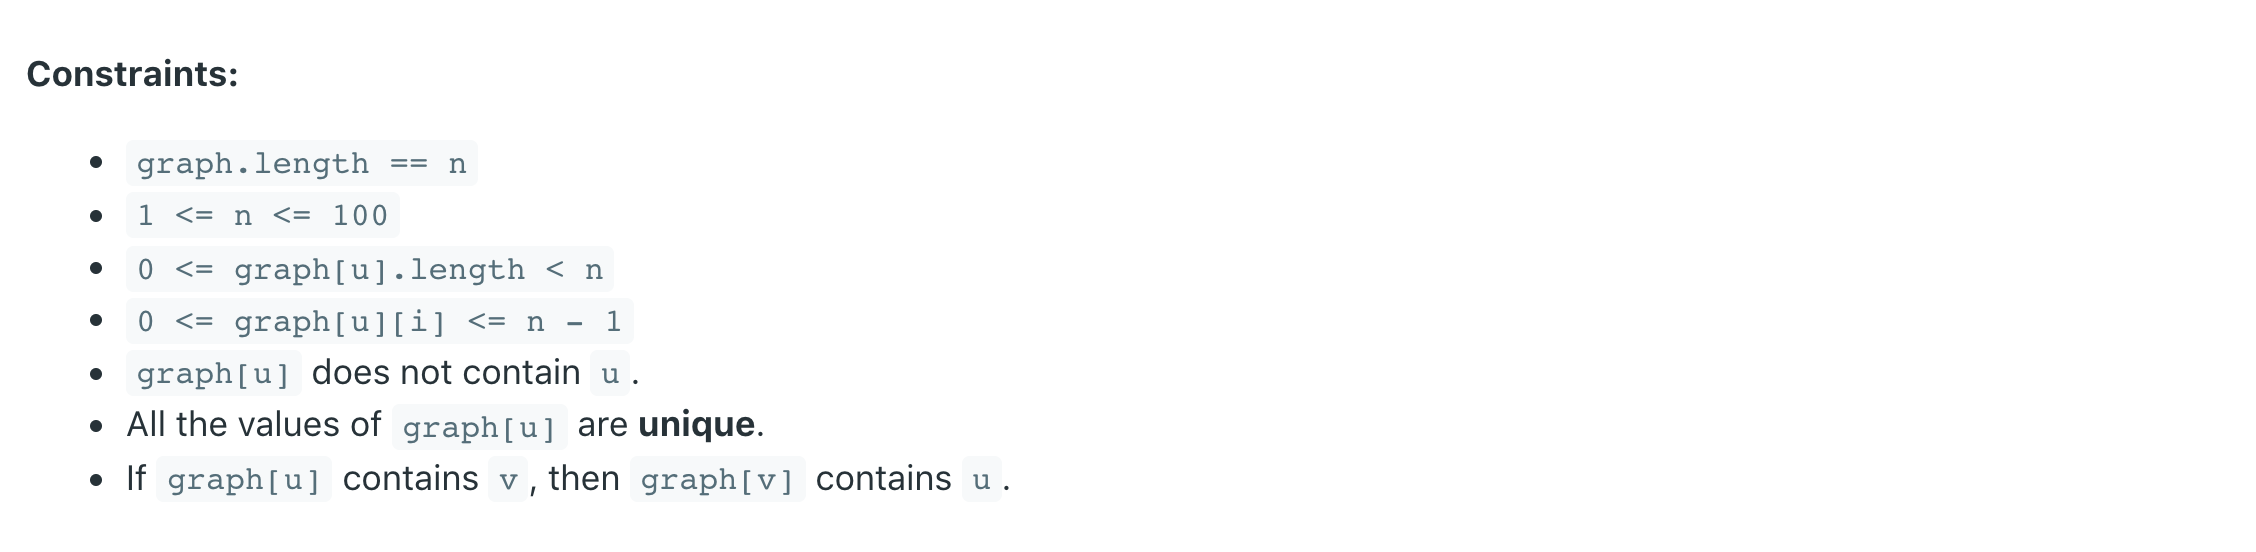 Constraints:
graph.length == n
1 <= n <= 100
0 <= graph[u].length < n
0 <= graph[u][i] <= n - 1
graph[u] does not contain u.
All the values of graph[u] are unique.
If graph[u] contains v, then graph[v] contains u.